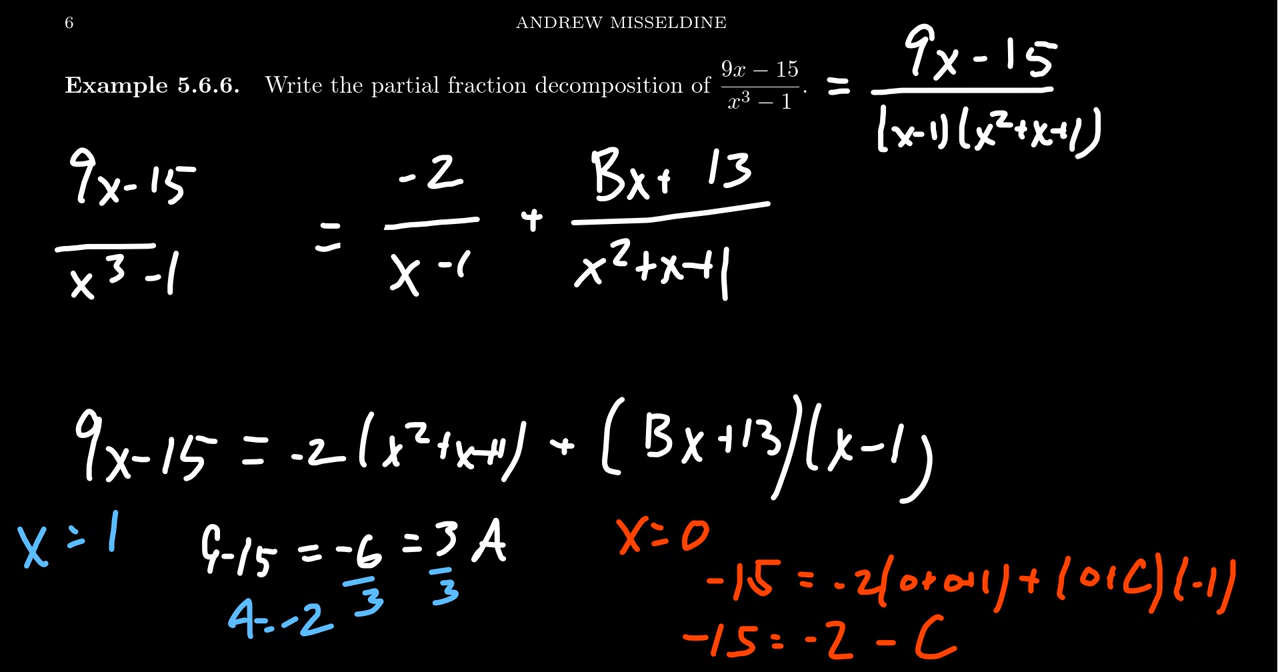 6 ANDREW MISSELDINE
Example 5.6.6. Write the partial fraction decomposition of (9x − 15)/(x³ − 1). = (9x-15)/((x-1)(x²+x+1))
(9x-15)/(x³-1) = (-2)/(x-1) + (Bx+13)/(x²+x+1)
9x-15 = -2(x²+x+1) + (Bx+13)(x-1)
x=1 9-15 = -6/3 = 3/3 A x=0
A=-2 -15 = -2(0+0+1)+(0+C)(-1)
-15=-2-C